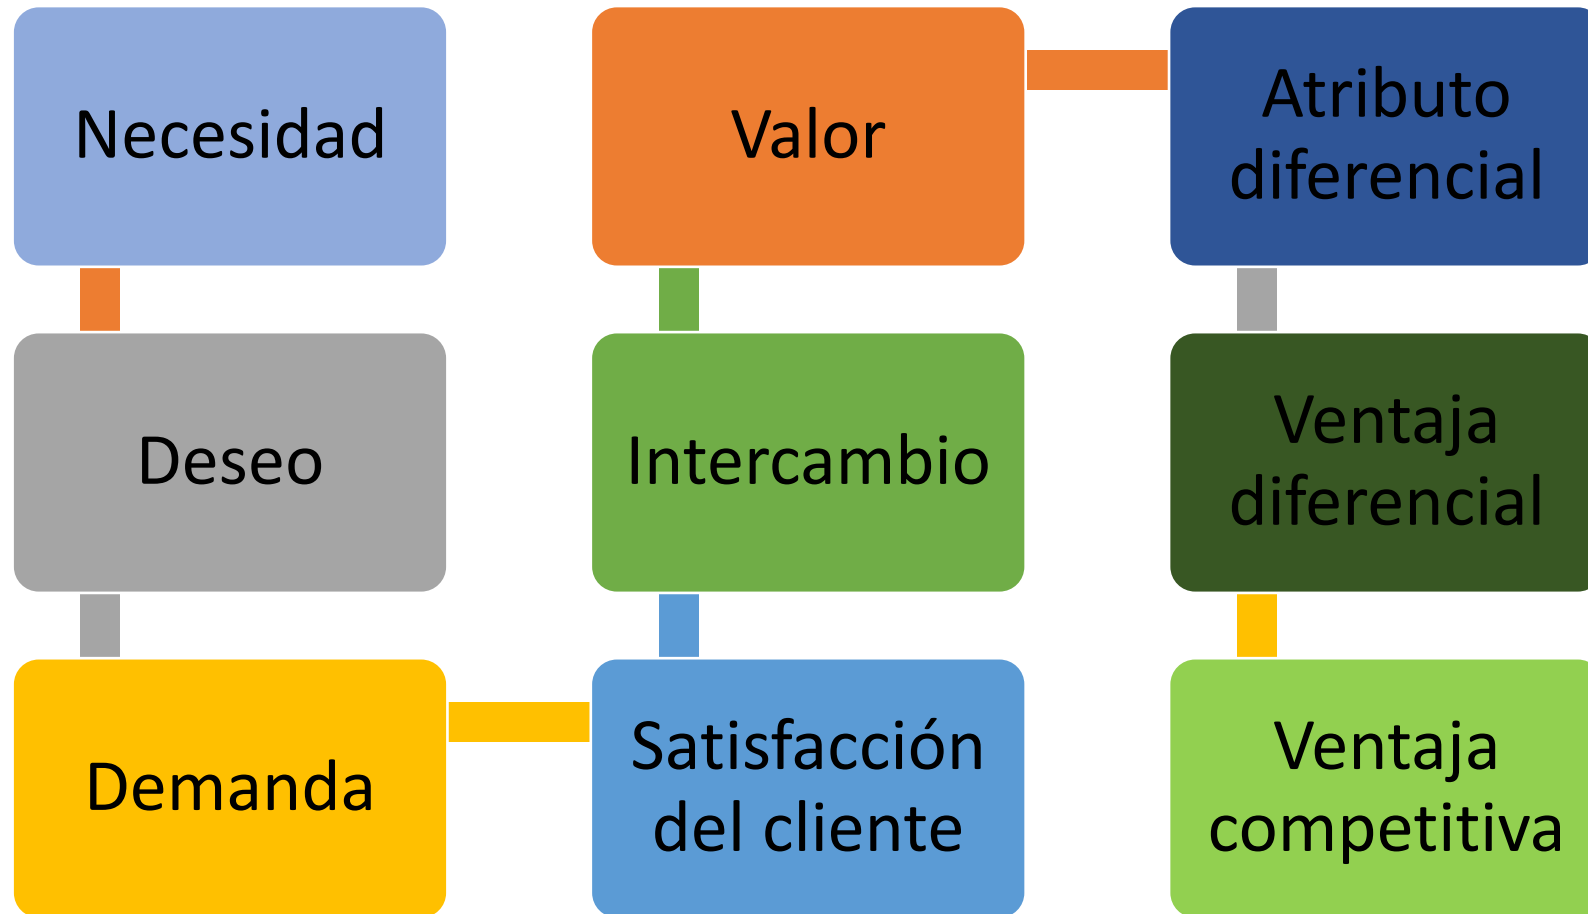 Necesidad
Deseo
Demanda
Satisfacción
del cliente
Intercambio
Valor
Atributo
diferencial
Ventaja
diferencial
Ventaja
competitiva